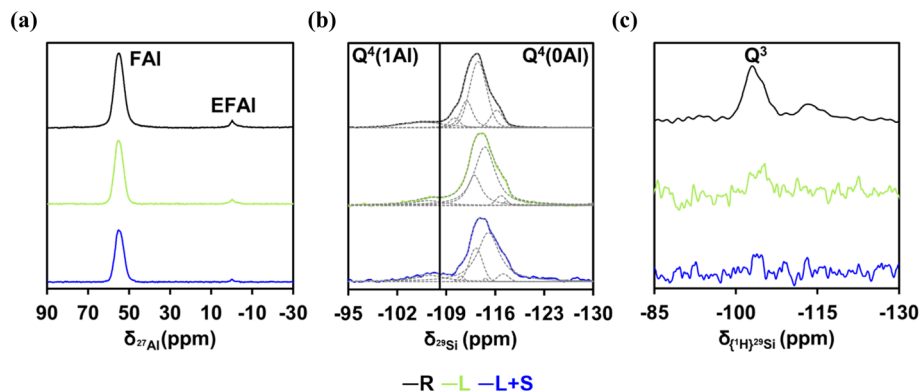 (a)
(b)
(c)
FAl
EFAl
Q⁴(1Al)
Q⁴(0Al)
Q³
90 70 50 30 10 -10 -30
-95 -102 -109 -116 -123 -130
-85 -100 -115 -130
δ₂₇Al(ppm)
δ₂₉Si (ppm)
δ{¹H}²⁹Si (ppm)
R L L+S